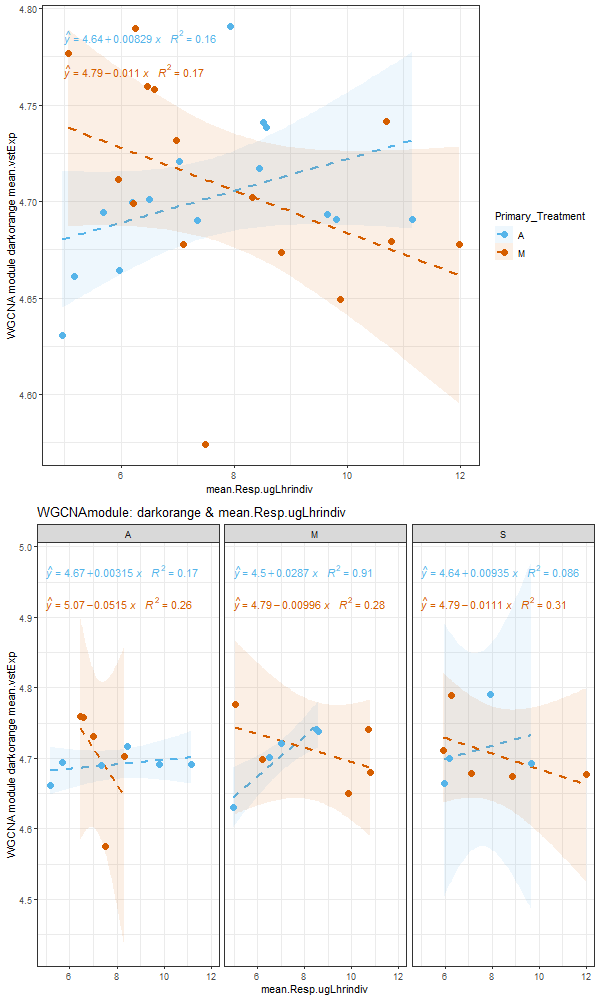 4.80
ŷ = 4.64 + 0.00829 x R² = 0.16
ŷ = 4.79 − 0.011 x R² = 0.17
4.75
4.70
4.65
4.60
WGCNA module darkorange mean.vstExp
6 8 10 12
mean.Resp.ugLhrindiv
Primary_Treatment
A
M
WGCNAmodule: darkorange & mean.Resp.ugLhrindiv
A M S
5.0
ŷ = 4.67 + 0.00315 x R² = 0.17 ŷ = 4.5 + 0.0287 x R² = 0.91 ŷ = 4.64 + 0.00935 x R² = 0.086
ŷ = 5.07 − 0.0515 x R² = 0.26 ŷ = 4.79 − 0.00996 x R² = 0.28 ŷ = 4.79 − 0.0111 x R² = 0.31
4.9
4.8
4.7
4.6
4.5
WGCNA module darkorange mean.vstExp
6 8 10 12 6 8 10 12 6 8 10 12
mean.Resp.ugLhrindiv